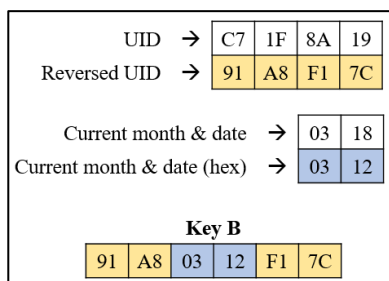 UID → C7 1F 8A 19
Reversed UID → 91 A8 F1 7C
Current month & date → 03 18
Current month & date (hex) → 03 12
Key B
91 A8 03 12 F1 7C